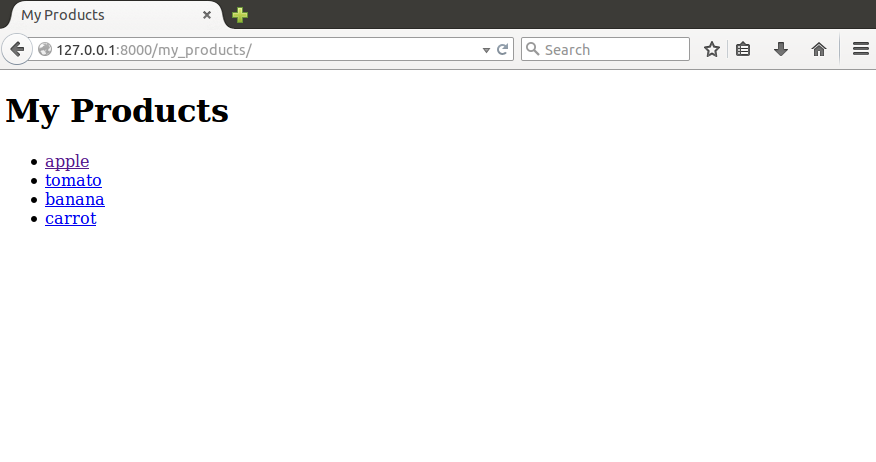 My Products
127.0.0.1:8000/my_products/
Search
My Products
apple
tomato
banana
carrot